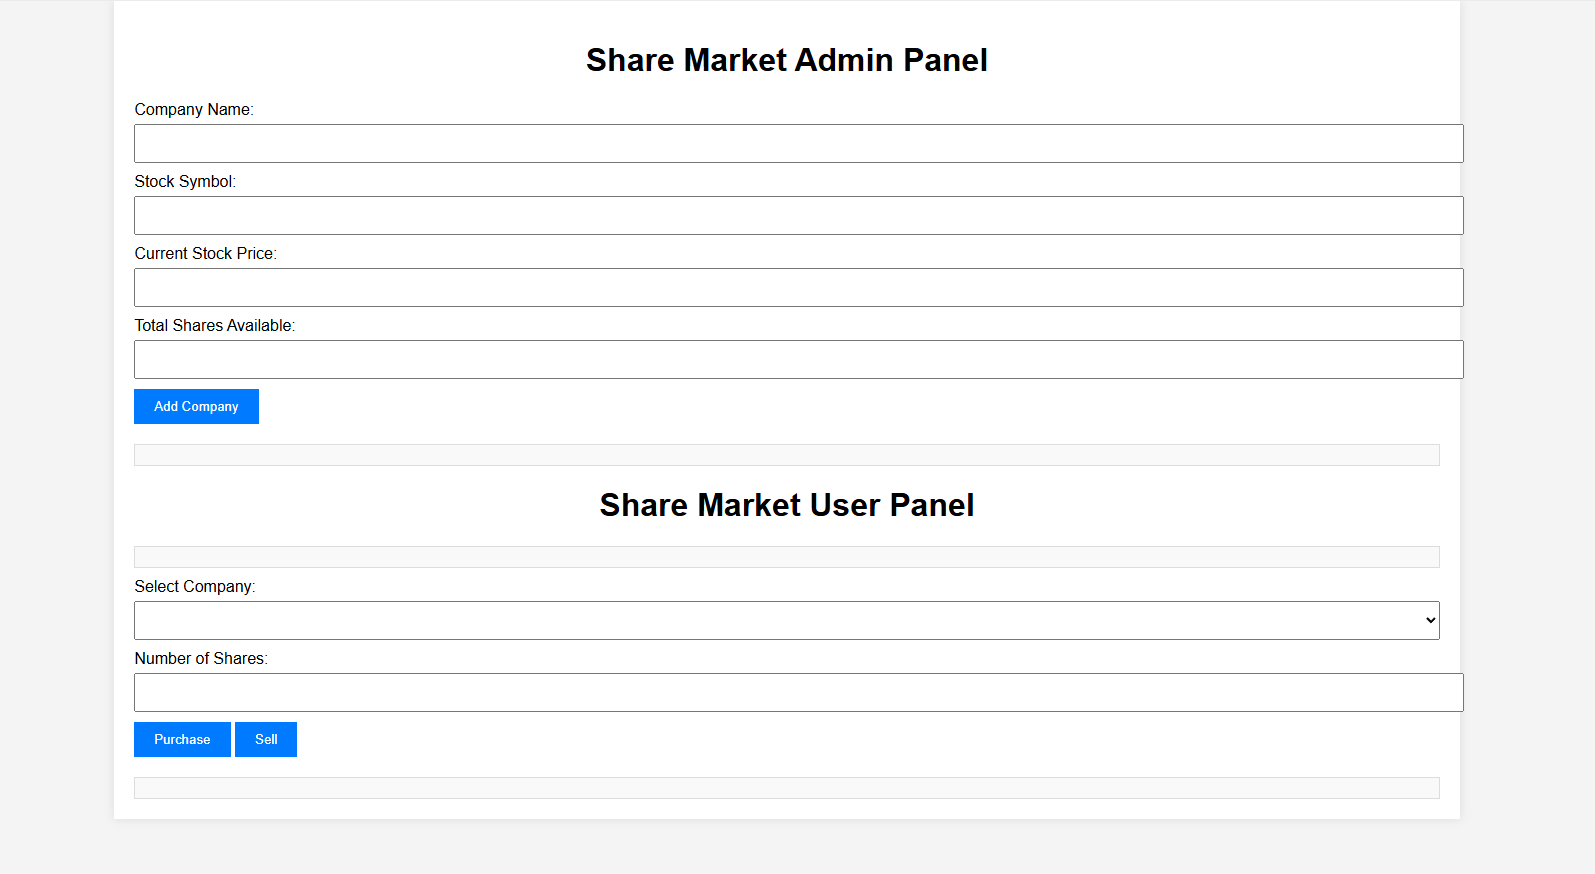 Share Market Admin Panel
Company Name:
Stock Symbol:
Current Stock Price:
Total Shares Available:
Add Company
Share Market User Panel
Select Company:
Number of Shares:
Purchase Sell